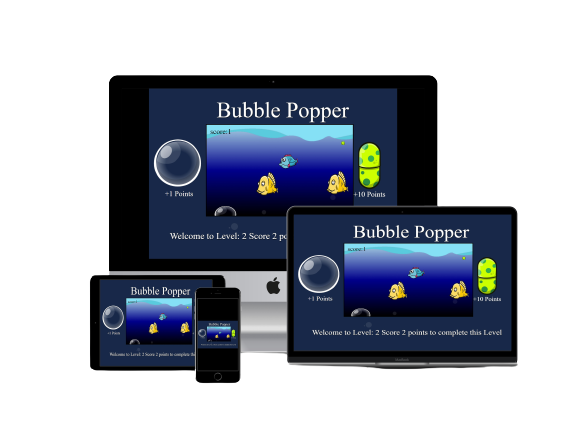 Bubble Popper
score:1
+1 Points
+10 Points
Welcome to Level: 2 Score 2 po
Bubble Popper
score:1
+1 Points
+10 Points
Welcome to Level: 2 Score 2 points to complete this Level
Bubble Popper
+1 Points
Welcome to Level: 2 Score 2 points to complete this
Bubble Popper